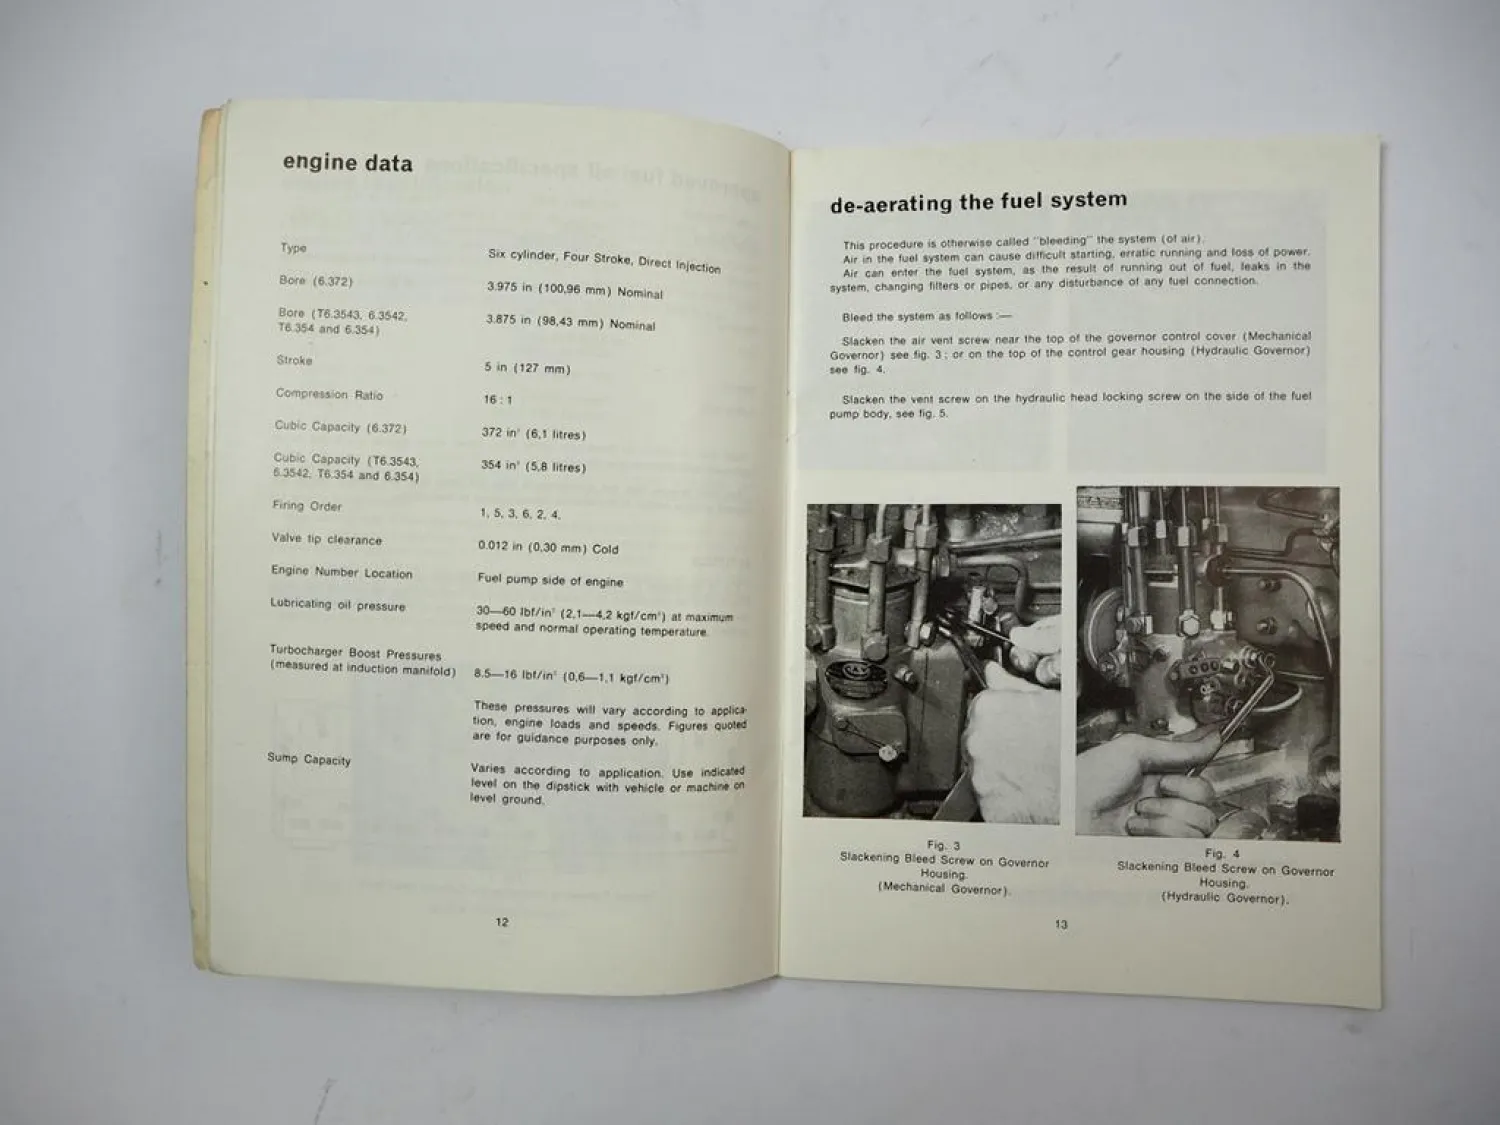 engine data
Type
Six cylinder, Four Stroke, Direct Injection
Bore (6.372)
3.975 in (100,96 mm) Nominal
Bore (T6.3543, 6.3542,
T6.354 and 6.354)
3.875 in (98,43 mm) Nominal
Stroke
5 in (127 mm)
Compression Ratio
16 : 1
Cubic Capacity (6.372)
372 in³ (6,1 litres)
Cubic Capacity (T6.3543,
6.3542, T6.354 and 6.354)
354 in³ (5,8 litres)
Firing Order
1, 5, 3, 6, 2, 4.
Valve tip clearance
0.012 in (0,30 mm) Cold
Engine Number Location
Fuel pump side of engine
Lubricating oil pressure
30—60 lbf/in² (2,1—4,2 kgf/cm²) at maximum
speed and normal operating temperature.
Turbocharger Boost Pressures
(measured at induction manifold)
8.5—16 lbf/in² (0,6—1,1 kgf/cm²)
These pressures will vary according to applica-
tion, engine loads and speeds. Figures quoted
are for guidance purposes only.
Sump Capacity
Varies according to application. Use indicated
level on the dipstick with vehicle or machine on
level ground.
12
de-aerating the fuel system
This procedure is otherwise called "bleeding" the system (of air).
Air in the fuel system can cause difficult starting, erratic running and loss of power.
Air can enter the fuel system, as the result of running out of fuel, leaks in the
system, changing filters or pipes, or any disturbance of any fuel connection.
Bleed the system as follows :—
Slacken the air vent screw near the top of the governor control cover (Mechanical
Governor) see fig. 3 ; or on the top of the control gear housing (Hydraulic Governor)
see fig. 4.
Slacken the vent screw on the hydraulic head locking screw on the side of the fuel
pump body, see fig. 5.
CAV
Fig. 3
Slackening Bleed Screw on Governor
Housing.
(Mechanical Governor).
Fig. 4
Slackening Bleed Screw on Governor
Housing.
(Hydraulic Governor).
13